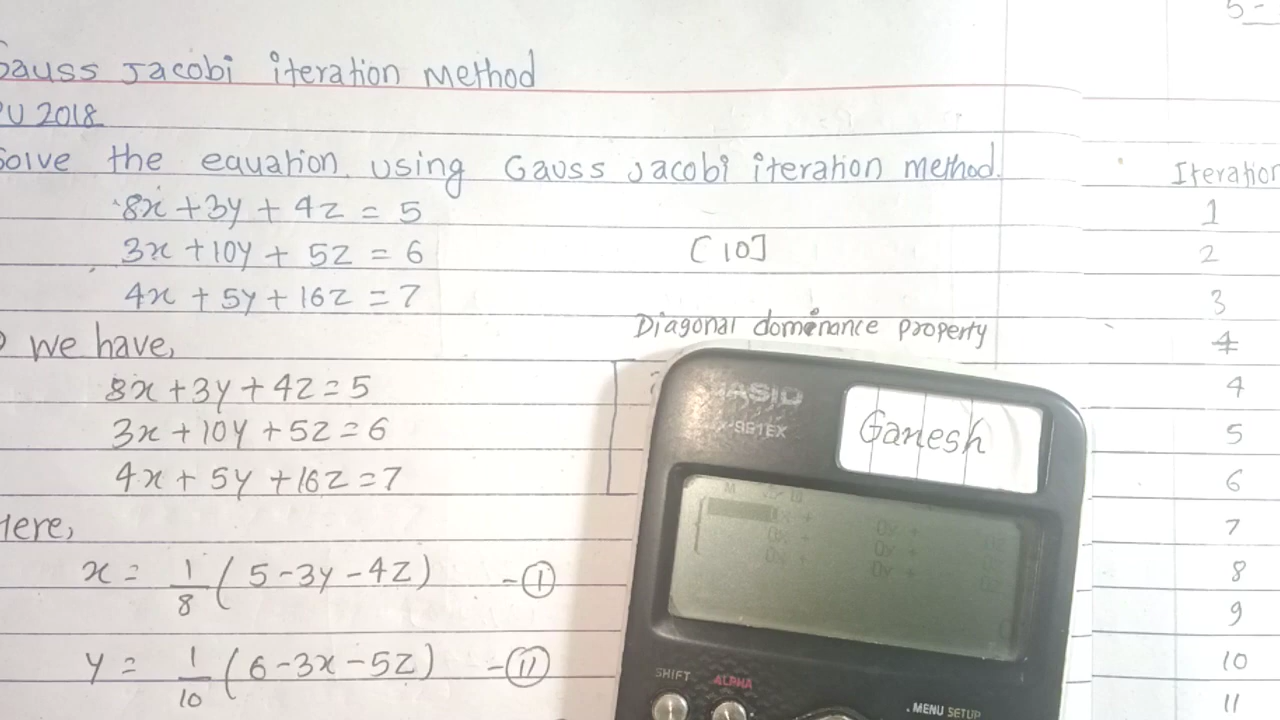 Gauss Jacobi iteration Method
PU 2018
Solve the equation using Gauss Jacobi iteration method.
8x + 3y + 4z = 5
3x + 10y + 5z = 6
[10]
4x + 5y + 16z = 7
Diagonal dominance property
we have,
8x + 3y + 4z = 5
3x + 10y + 5z = 6
4x + 5y + 16z = 7
Here,
x = 1/8 ( 5 - 3y - 4z ) - (I)
y = 1/10 ( 6 - 3x - 5z ) - (II)
Iteration
1
2
3
4
4
5
6
7
8
9
10
11
CASIO
991EX
Ganesh
SHIFT
ALPHA
MENU SETUP